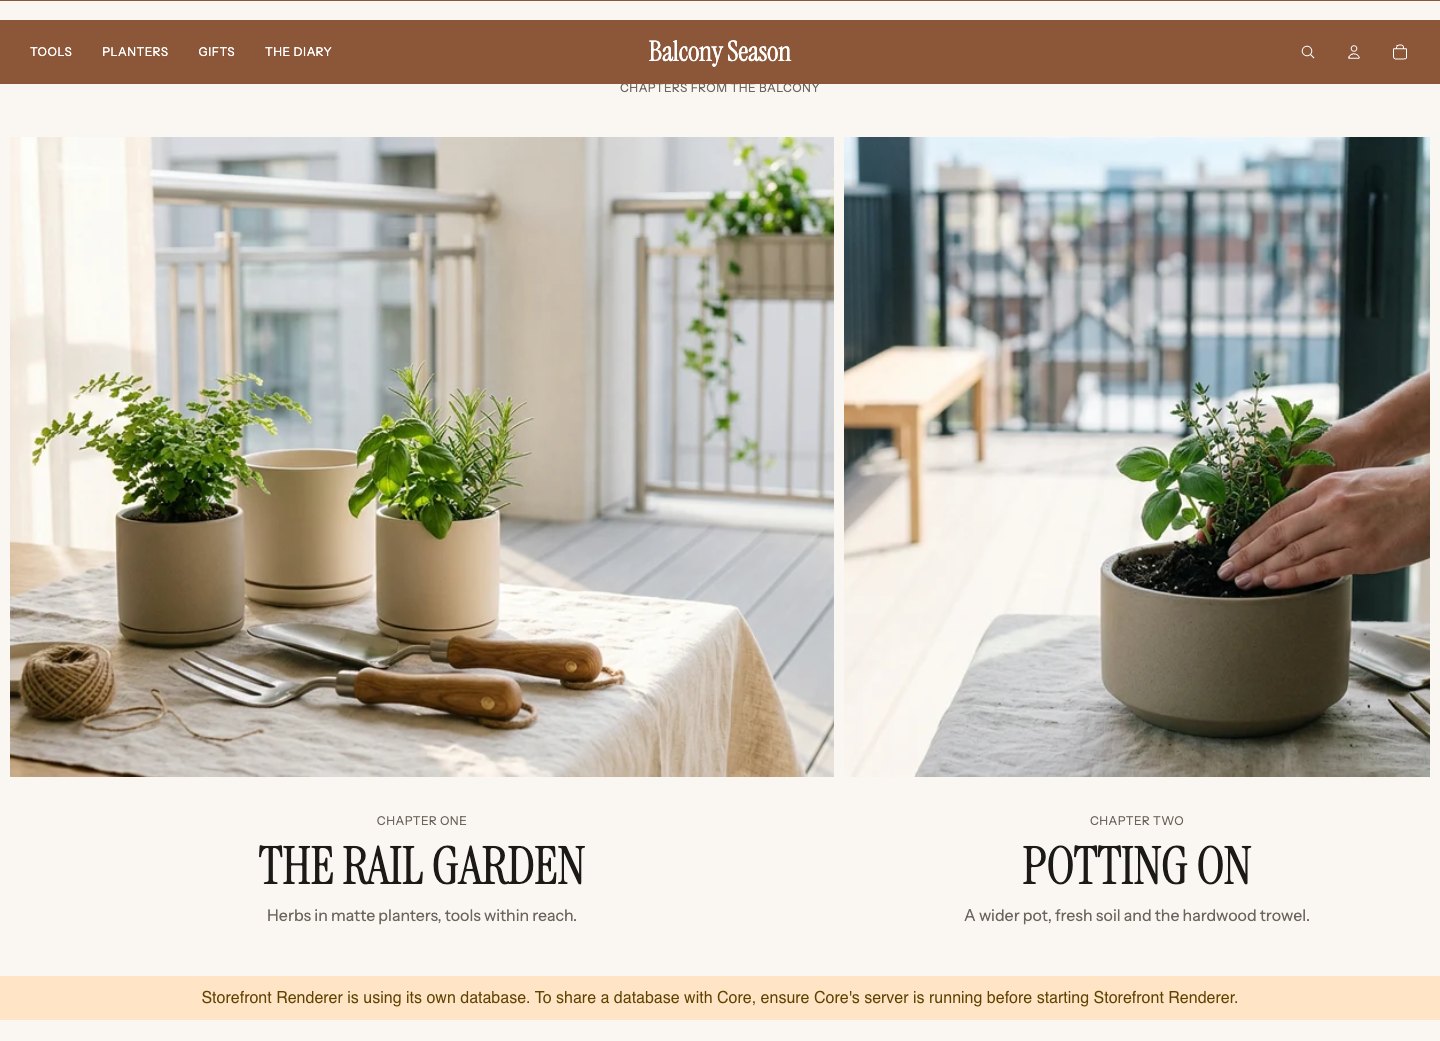 TOOLS PLANTERS GIFTS THE DIARY
Balcony Season
CHAPTERS FROM THE BALCONY
CHAPTER ONE
THE RAIL GARDEN
Herbs in matte planters, tools within reach.
CHAPTER TWO
POTTING ON
A wider pot, fresh soil and the hardwood trowel.
Storefront Renderer is using its own database. To share a database with Core, ensure Core's server is running before starting Storefront Renderer.